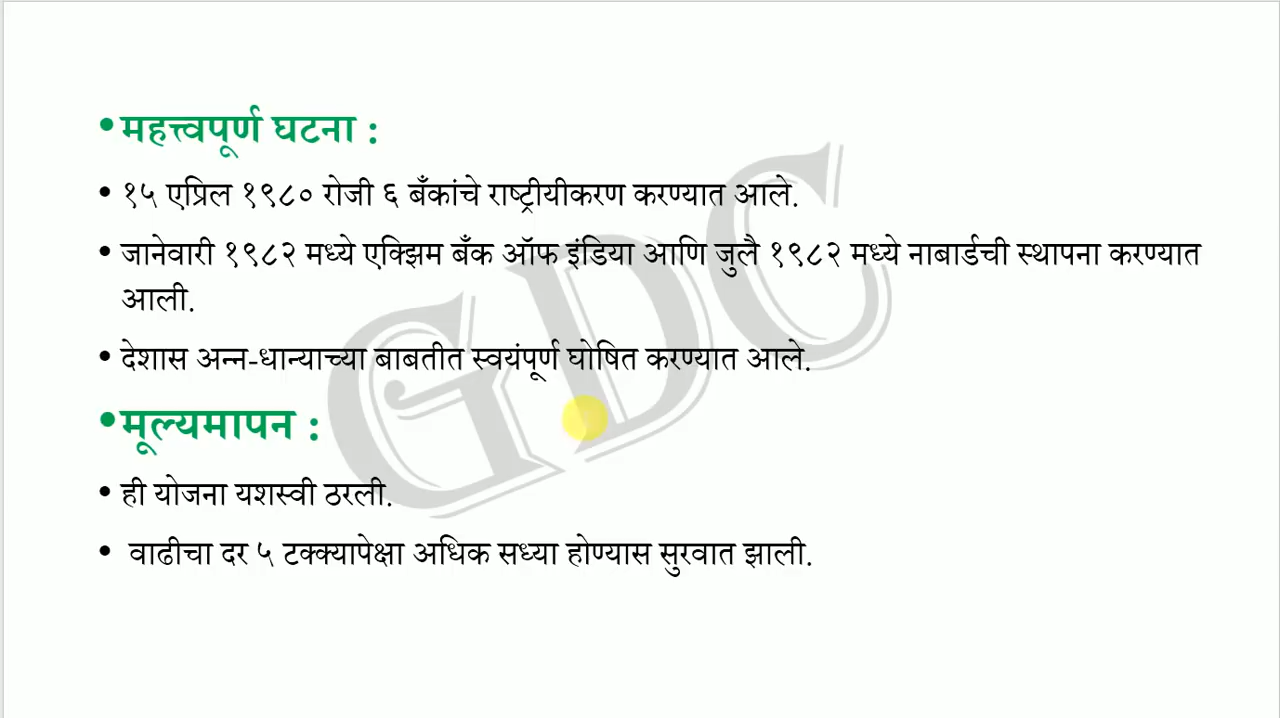 • महत्त्वपूर्ण घटना :
• १५ एप्रिल १९८० रोजी ६ बँकांचे राष्ट्रीयीकरण करण्यात आले.
• जानेवारी १९८२ मध्ये एक्झिम बँक ऑफ इंडिया आणि जुलै १९८२ मध्ये नाबार्डची स्थापना करण्यात
आली.
• देशास अन्न-धान्याच्या बाबतीत स्वयंपूर्ण घोषित करण्यात आले.
• मूल्यमापन :
• ही योजना यशस्वी ठरली.
• वाढीचा दर ५ टक्क्यापेक्षा अधिक सध्या होण्यास सुरवात झाली.
GDC